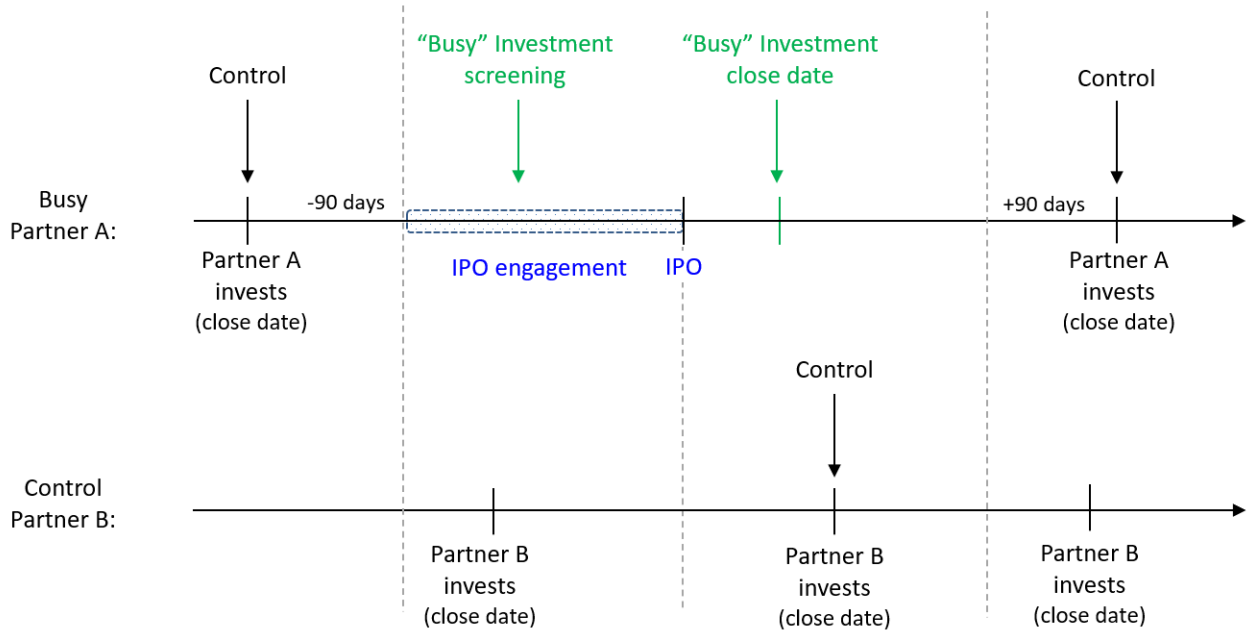 “Busy” Investment
screening
“Busy” Investment
close date
Control
Control
Busy
Partner A:
-90 days
+90 days
IPO engagement
IPO
Partner A
invests
(close date)
Partner A
invests
(close date)
Control
Control
Partner B:
Partner B
invests
(close date)
Partner B
invests
(close date)
Partner B
invests
(close date)